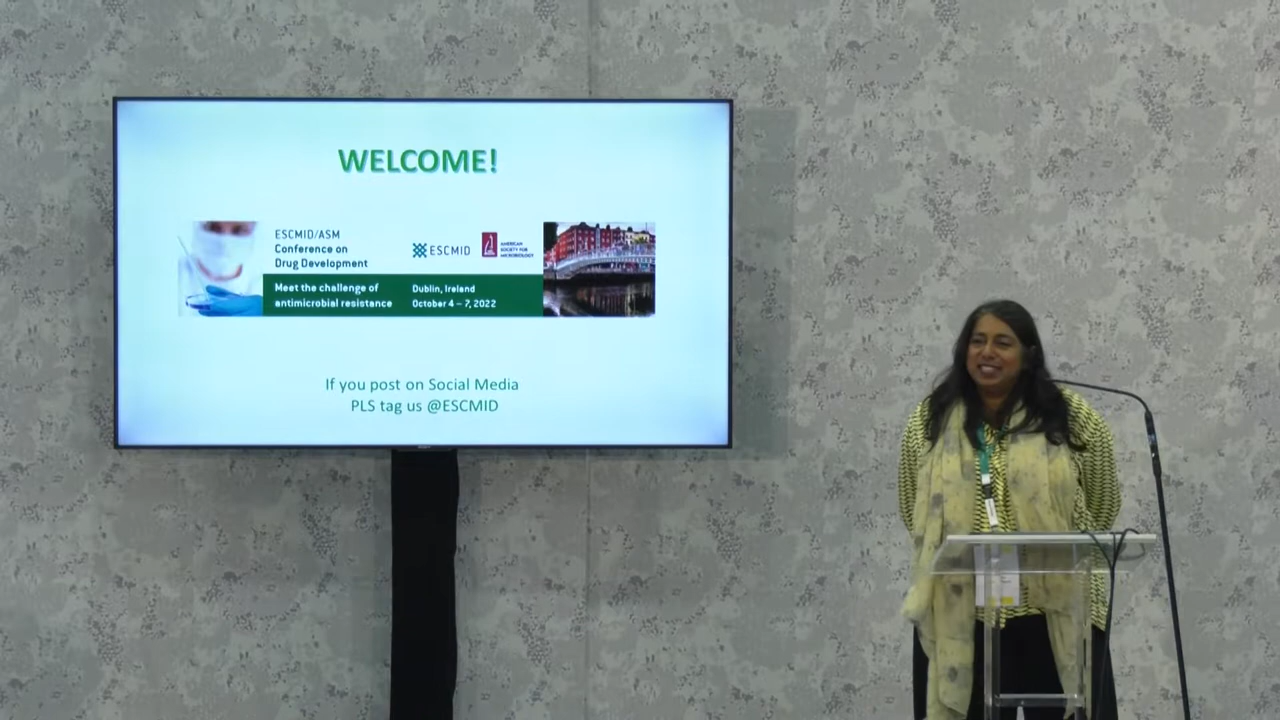 WELCOME!
ESCMID/ASM
Conference on
Drug Development
ESCMID
AMERICAN
SOCIETY FOR
MICROBIOLOGY
Meet the challenge of
antimicrobial resistance
Dublin, Ireland
October 4 – 7, 2022
If you post on Social Media
PLS tag us @ESCMID